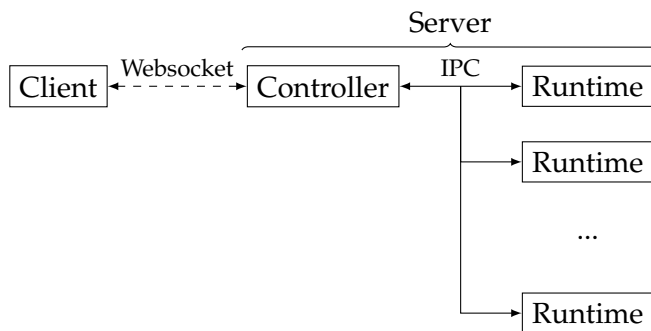 Server
Websocket
IPC
Client
Controller
Runtime
Runtime
...
Runtime